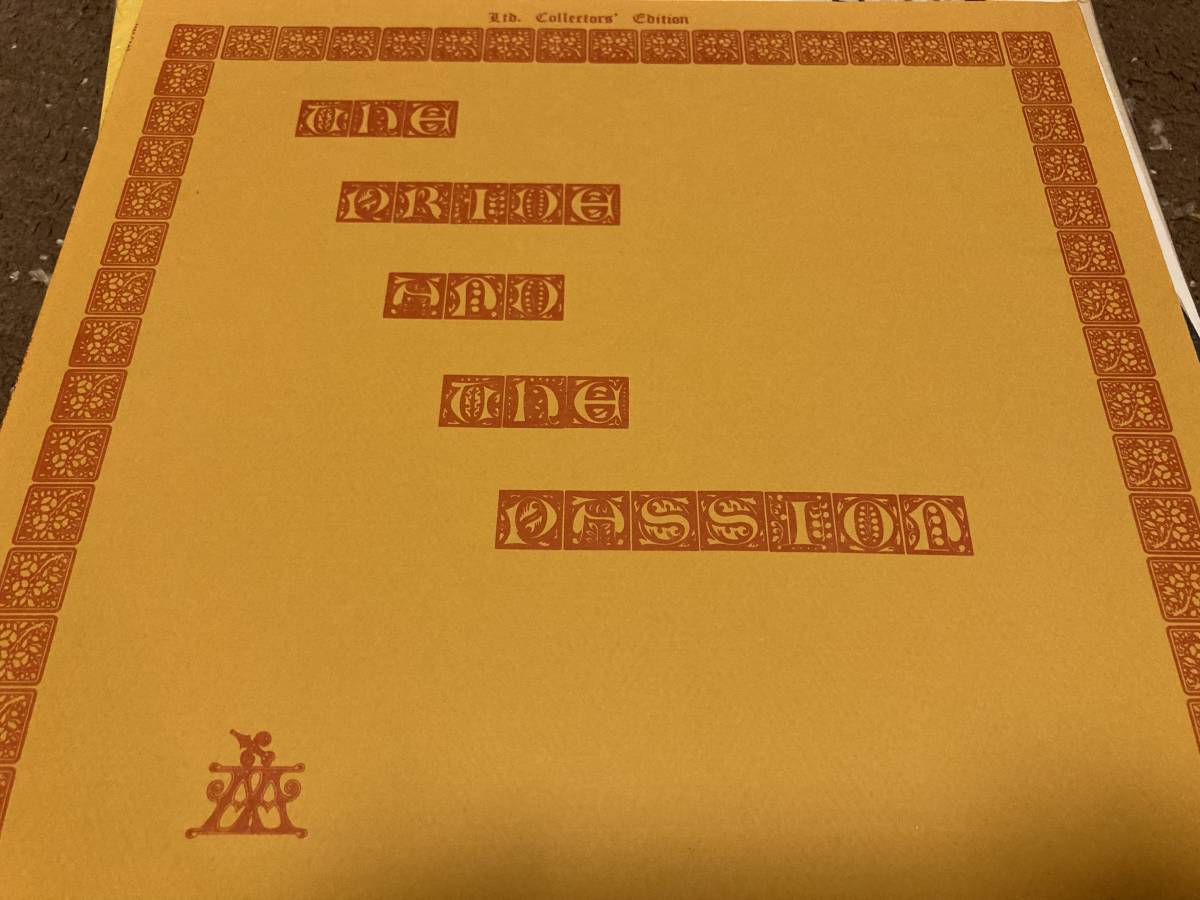 Ltd. Collectors' Edition
THE
PRIDE
AND
THE
PASSION